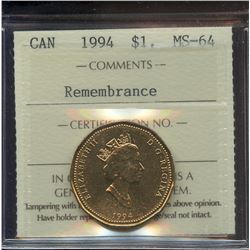 CAN 1994 $1. MS-64
— COMMENTS —
Remembrance
— CERTIFICATION NO. —
IN C S A
GE EM.
Tampering with above opinion.
Have holder rep /seal not intact.
ELIZABETH II D·G·REGINA
1994